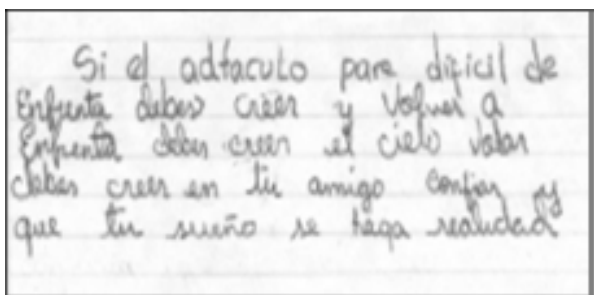 Si el adtaculo pare dificil de
Enfrenta debes creer y Volver a
Enfrenta debes creer el cielo volar
debes creer en tu amigo confiar y
que tu sueño se haga realidad